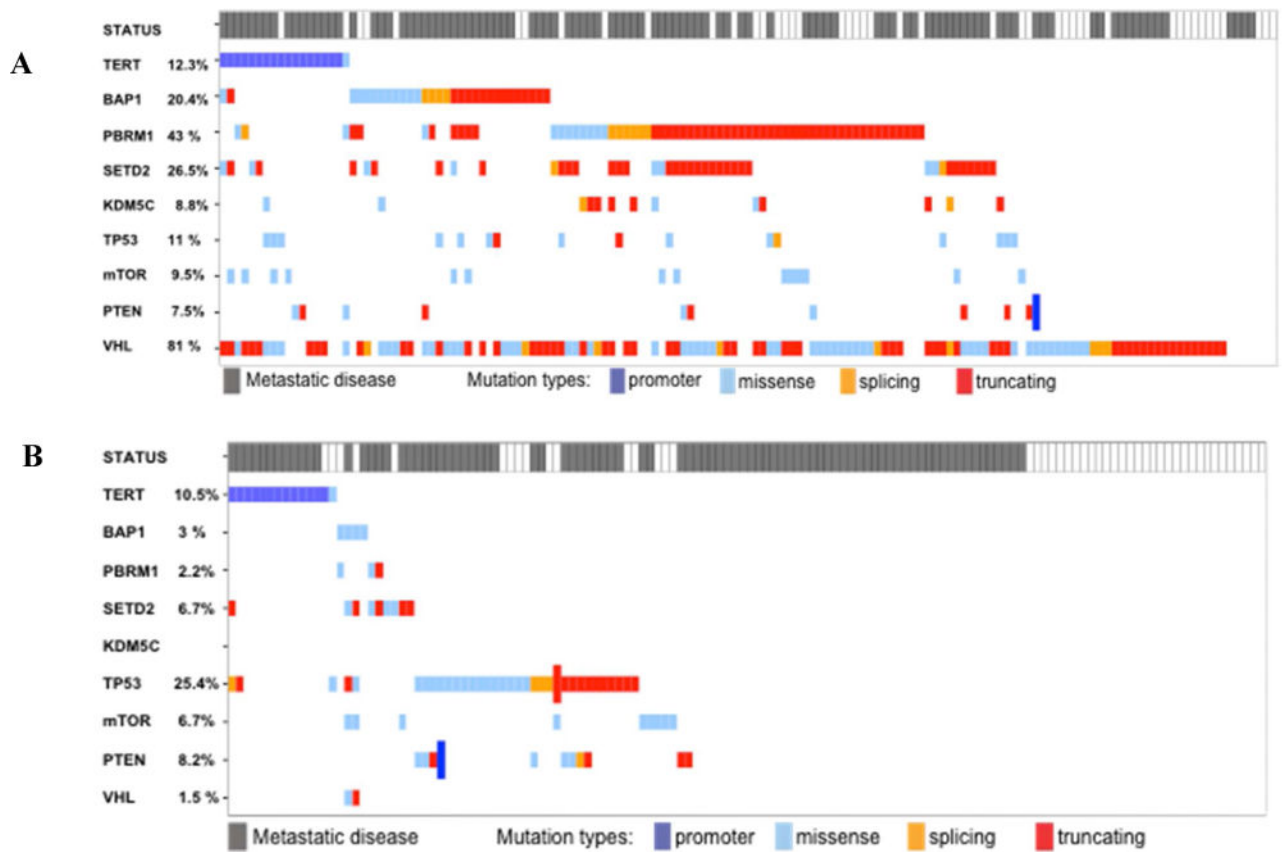 A
STATUS
TERT 12.3%
BAP1 20.4%
PBRM1 43 %
SETD2 26.5%
KDM5C 8.8%
TP53 11 %
mTOR 9.5%
PTEN 7.5%
VHL 81 %
Metastatic disease Mutation types: promoter missense splicing truncating
B
STATUS
TERT 10.5%
BAP1 3 %
PBRM1 2.2%
SETD2 6.7%
KDM5C
TP53 25.4%
mTOR 6.7%
PTEN 8.2%
VHL 1.5 %
Metastatic disease Mutation types: promoter missense splicing truncating